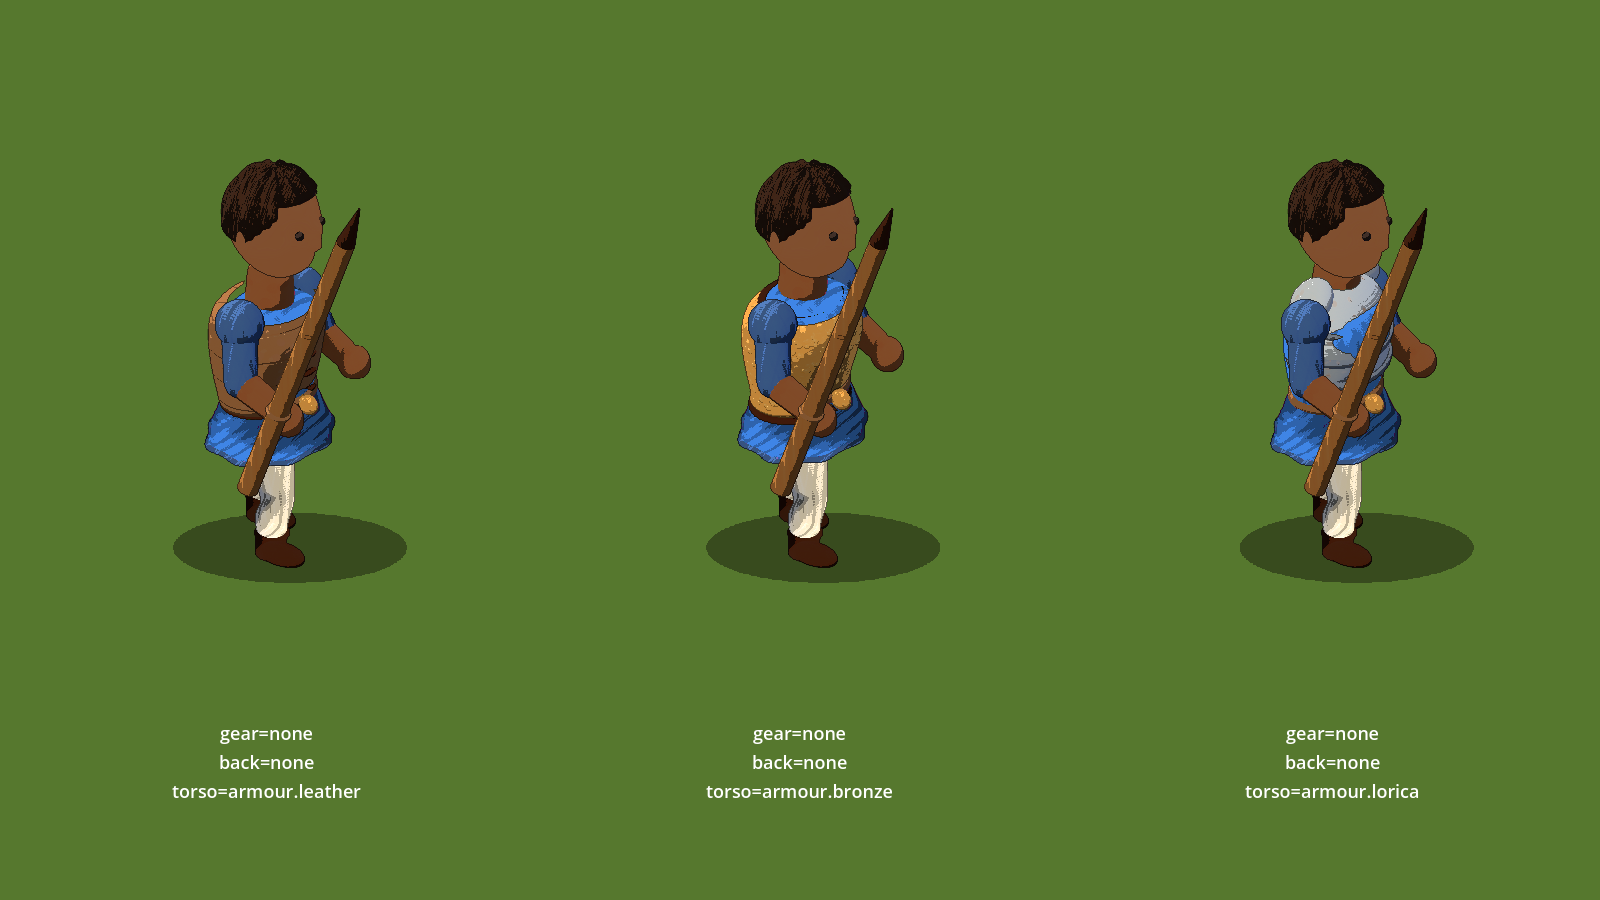 gear=none
back=none
torso=armour.leather
gear=none
back=none
torso=armour.bronze
gear=none
back=none
torso=armour.lorica